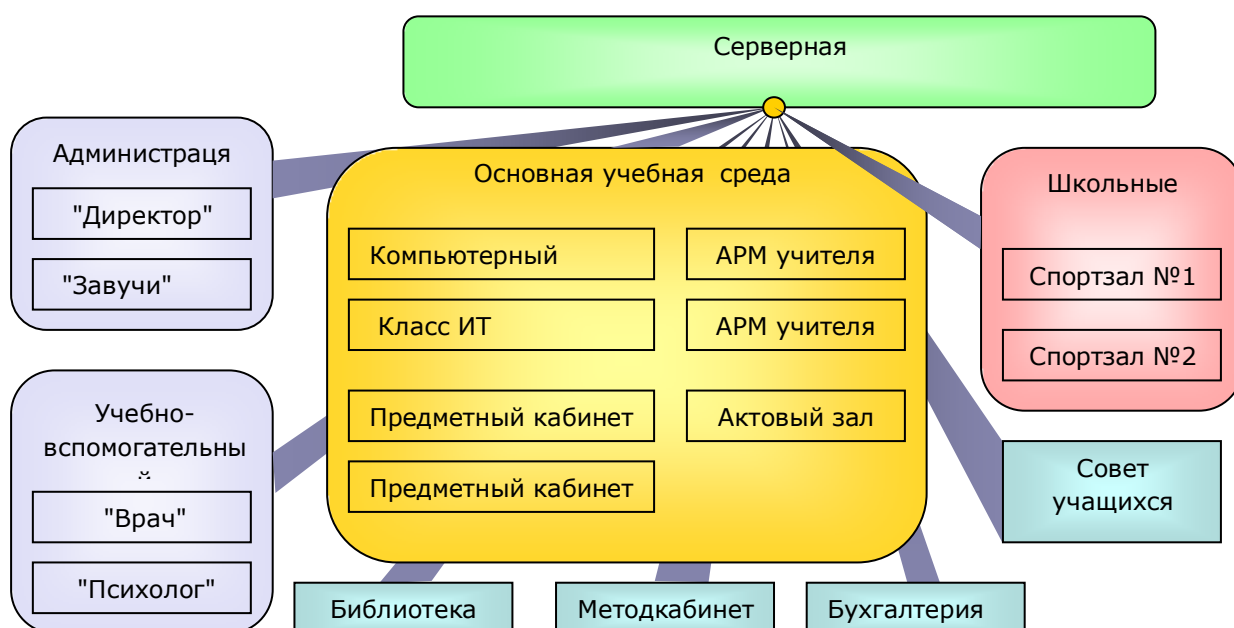 Серверная
Администраця
"Директор"
"Завучи"
Учебно-
вспомогательны
й
"Врач"
"Психолог"
Основная учебная среда
Компьютерный
Класс ИТ
Предметный кабинет
Предметный кабинет
АРМ учителя
АРМ учителя
Актовый зал
Школьные
Спортзал №1
Спортзал №2
Совет
учащихся
Библиотека
Методкабинет
Бухгалтерия